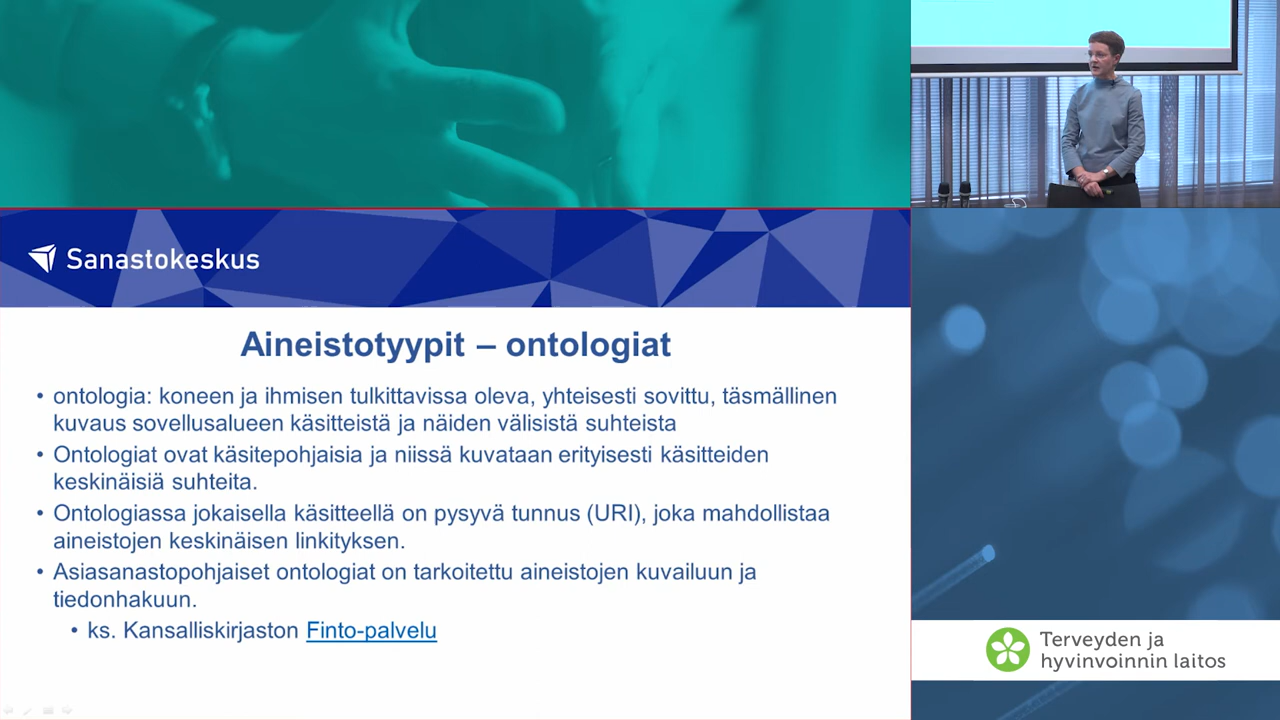 Sanastokeskus
Aineistotyypit – ontologiat
• ontologia: koneen ja ihmisen tulkittavissa oleva, yhteisesti sovittu, täsmällinen
kuvaus sovellusalueen käsitteistä ja näiden välisistä suhteista
• Ontologiat ovat käsitepohjaisia ja niissä kuvataan erityisesti käsitteiden
keskinäisiä suhteita.
• Ontologiassa jokaisella käsitteellä on pysyvä tunnus (URI), joka mahdollistaa
aineistojen keskinäisen linkityksen.
• Asiasanastopohjaiset ontologiat on tarkoitettu aineistojen kuvailuun ja
tiedonhakuun.
• ks. Kansalliskirjaston Finto-palvelu
Terveyden ja
hyvinvoinnin laitos